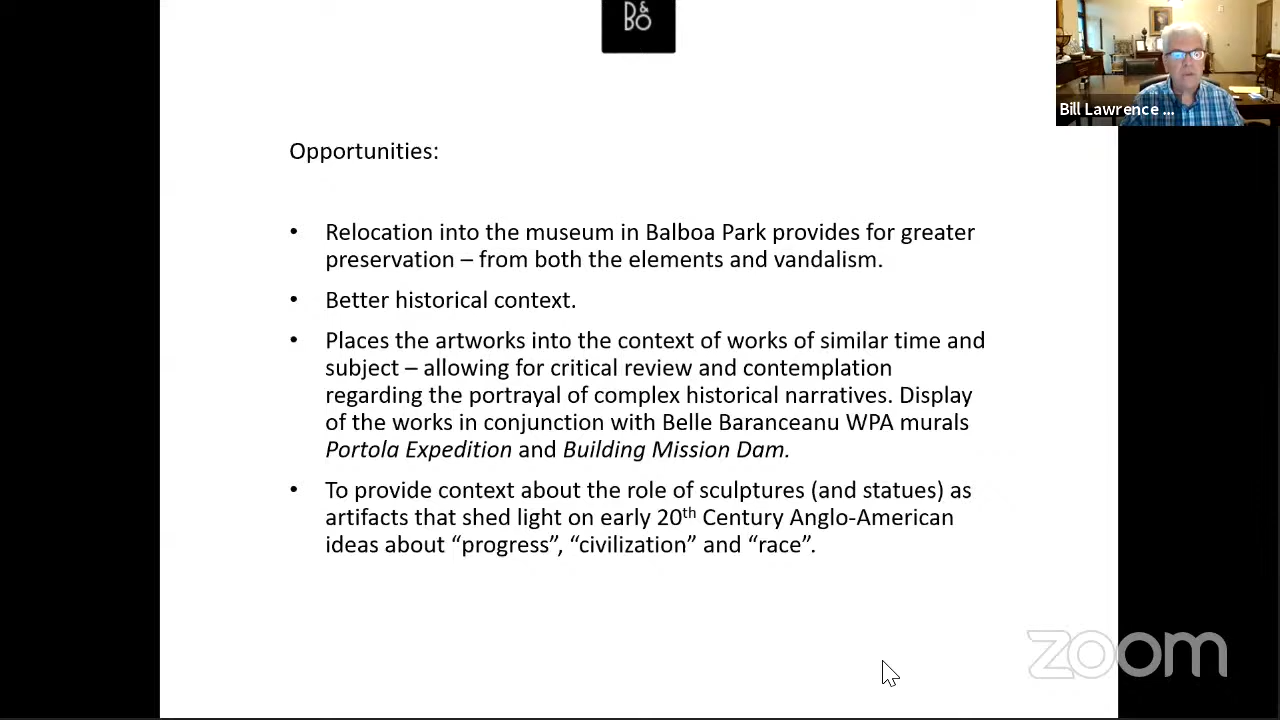 B&O
Bill Lawrence ...
Opportunities:
• Relocation into the museum in Balboa Park provides for greater
preservation – from both the elements and vandalism.
• Better historical context.
• Places the artworks into the context of works of similar time and
subject – allowing for critical review and contemplation
regarding the portrayal of complex historical narratives. Display
of the works in conjunction with Belle Baranceanu WPA murals
Portola Expedition and Building Mission Dam.
• To provide context about the role of sculptures (and statues) as
artifacts that shed light on early 20th Century Anglo-American
ideas about “progress”, “civilization” and “race”.
zoom